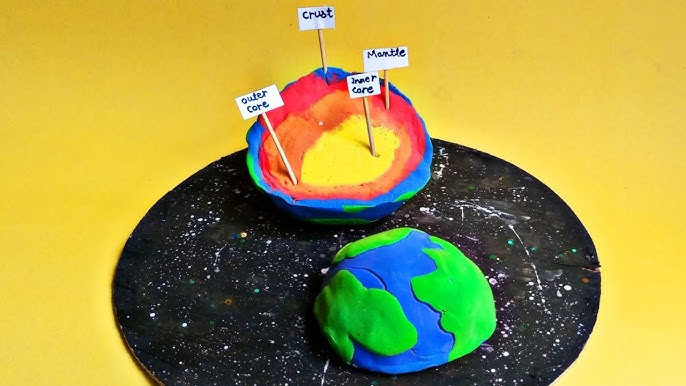 crust
Mantle
Inner
core
outer
core